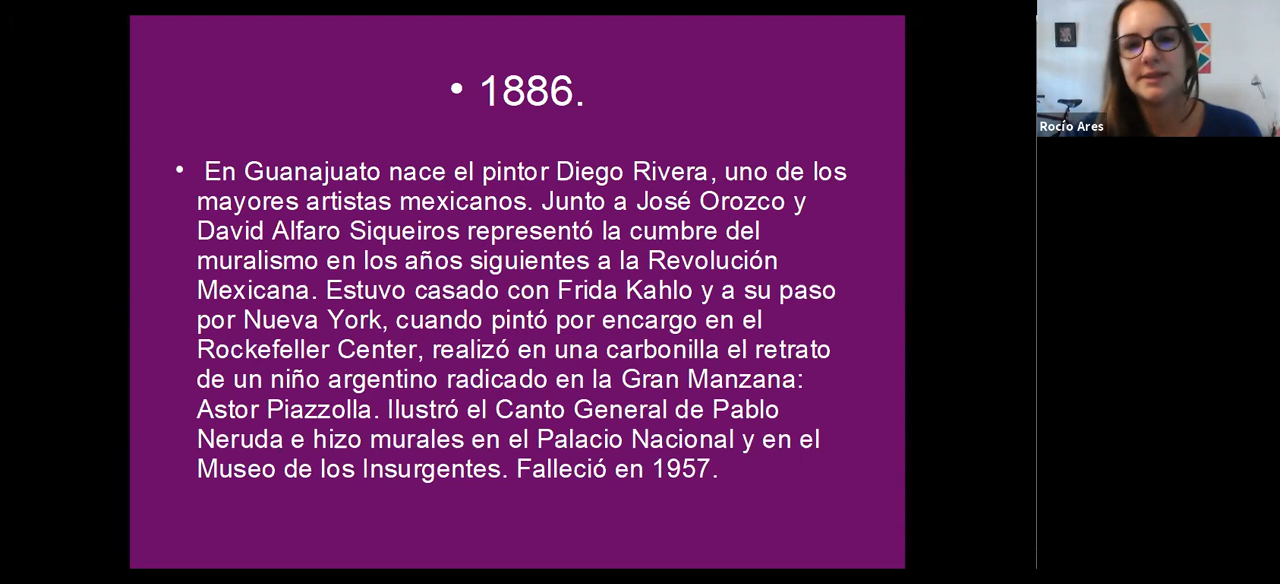 • 1886.
• En Guanajuato nace el pintor Diego Rivera, uno de los
mayores artistas mexicanos. Junto a José Orozco y
David Alfaro Siqueiros representó la cumbre del
muralismo en los años siguientes a la Revolución
Mexicana. Estuvo casado con Frida Kahlo y a su paso
por Nueva York, cuando pintó por encargo en el
Rockefeller Center, realizó en una carbonilla el retrato
de un niño argentino radicado en la Gran Manzana:
Astor Piazzolla. Ilustró el Canto General de Pablo
Neruda e hizo murales en el Palacio Nacional y en el
Museo de los Insurgentes. Falleció en 1957.
Rocío Ares